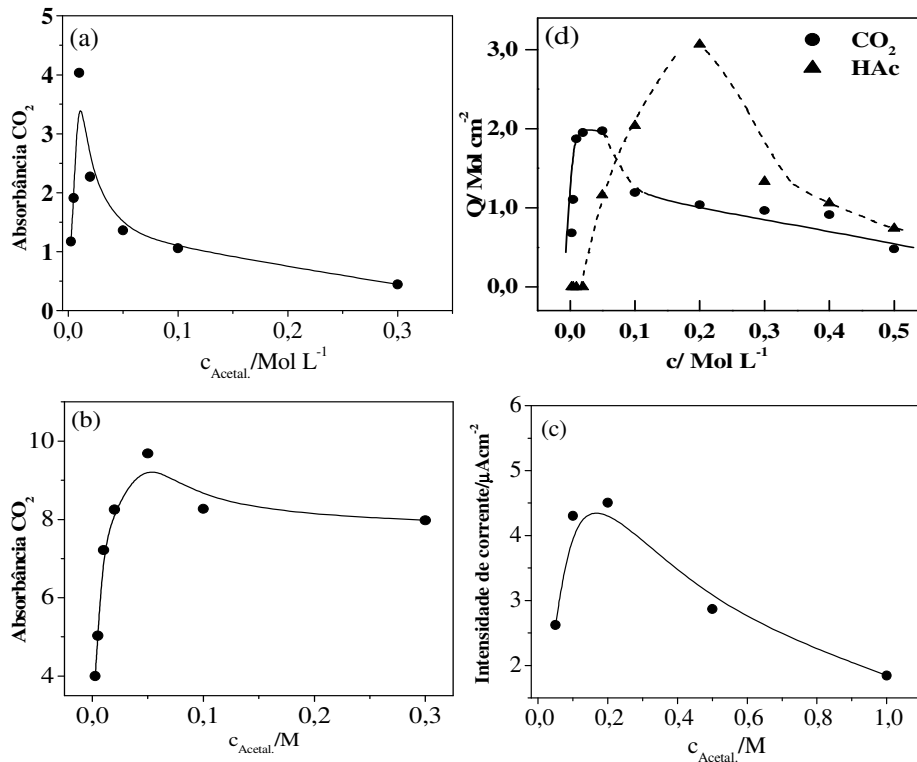 (a)
Absorbância CO2
5
4
3
2
1
0
0,0 0,1 0,2 0,3
cAcetal./Mol L-1
(d)
CO2
HAc
Q/ Mol cm-2
3,0
2,0
1,0
0,0
0,0 0,1 0,2 0,3 0,4 0,5
c/ Mol L-1
(b)
Absorbância CO2
10
8
6
4
0,0 0,1 0,2 0,3
cAcetal./M
(c)
Intensidade de corrente/µAcm-2
6
5
4
3
2
0,0 0,2 0,4 0,6 0,8 1,0
cAcetal./M